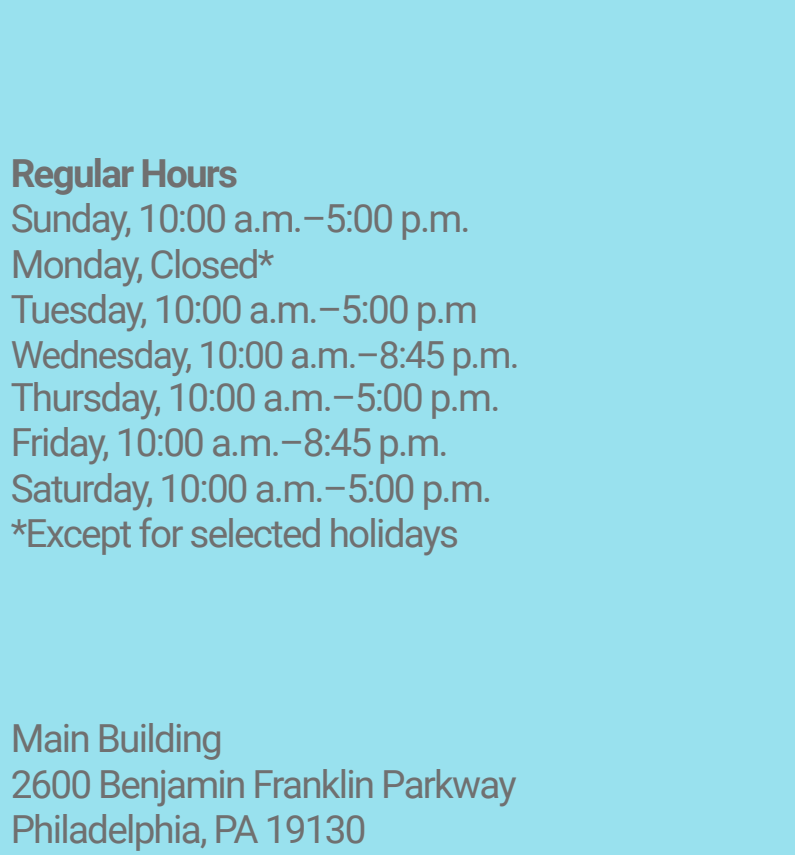 Regular Hours
Sunday, 10:00 a.m.–5:00 p.m.
Monday, Closed*
Tuesday, 10:00 a.m.–5:00 p.m
Wednesday, 10:00 a.m.–8:45 p.m.
Thursday, 10:00 a.m.–5:00 p.m.
Friday, 10:00 a.m.–8:45 p.m.
Saturday, 10:00 a.m.–5:00 p.m.
*Except for selected holidays
Main Building
2600 Benjamin Franklin Parkway
Philadelphia, PA 19130